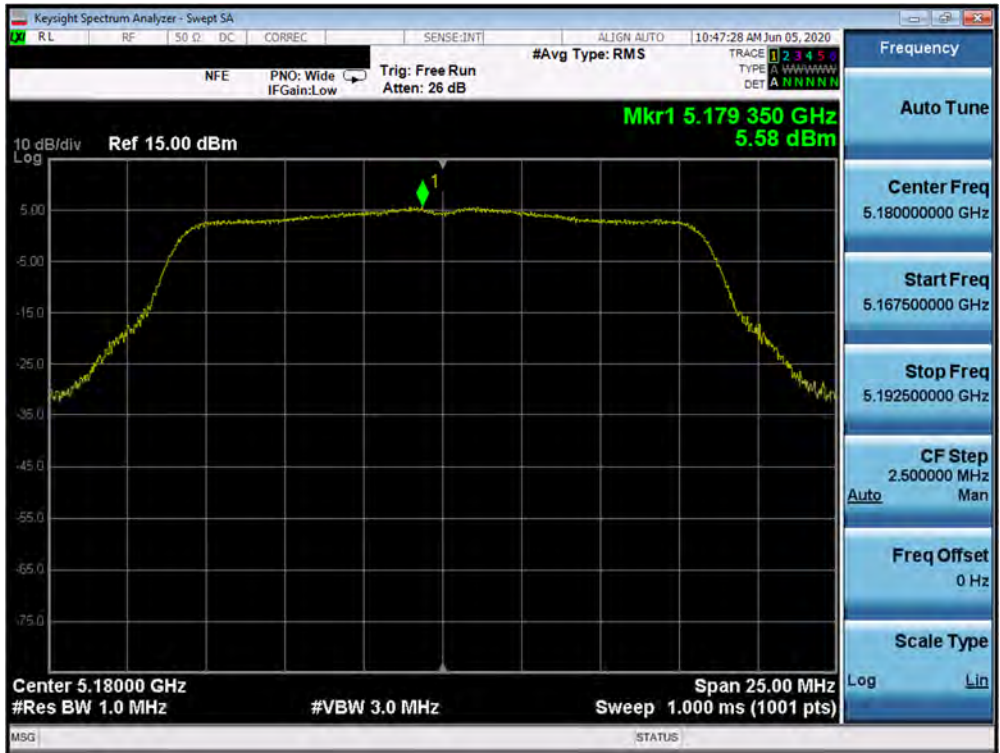 Keysight Spectrum Analyzer - Swept SA
LXI RL RF 50 Ω DC CORREC SENSE:INT ALIGN AUTO 10:47:28 AM Jun 05, 2020
NFE PNO: Wide Trig: Free Run #Avg Type: RMS TRACE 1 2 3 4 5 6
IFGain:Low Atten: 26 dB TYPE A WWWWW
DET A N N N N N
Mkr1 5.179 350 GHz
5.58 dBm
10 dB/div Ref 15.00 dBm
Log
1
5.00
-5.00
-15.0
-25.0
-35.0
-45.0
-55.0
-65.0
-75.0
Center 5.18000 GHz Span 25.00 MHz
#Res BW 1.0 MHz #VBW 3.0 MHz Sweep 1.000 ms (1001 pts)
MSG STATUS
Frequency
Auto Tune
Center Freq
5.180000000 GHz
Start Freq
5.167500000 GHz
Stop Freq
5.192500000 GHz
CF Step
2.500000 MHz
Auto Man
Freq Offset
0 Hz
Scale Type
Log Lin